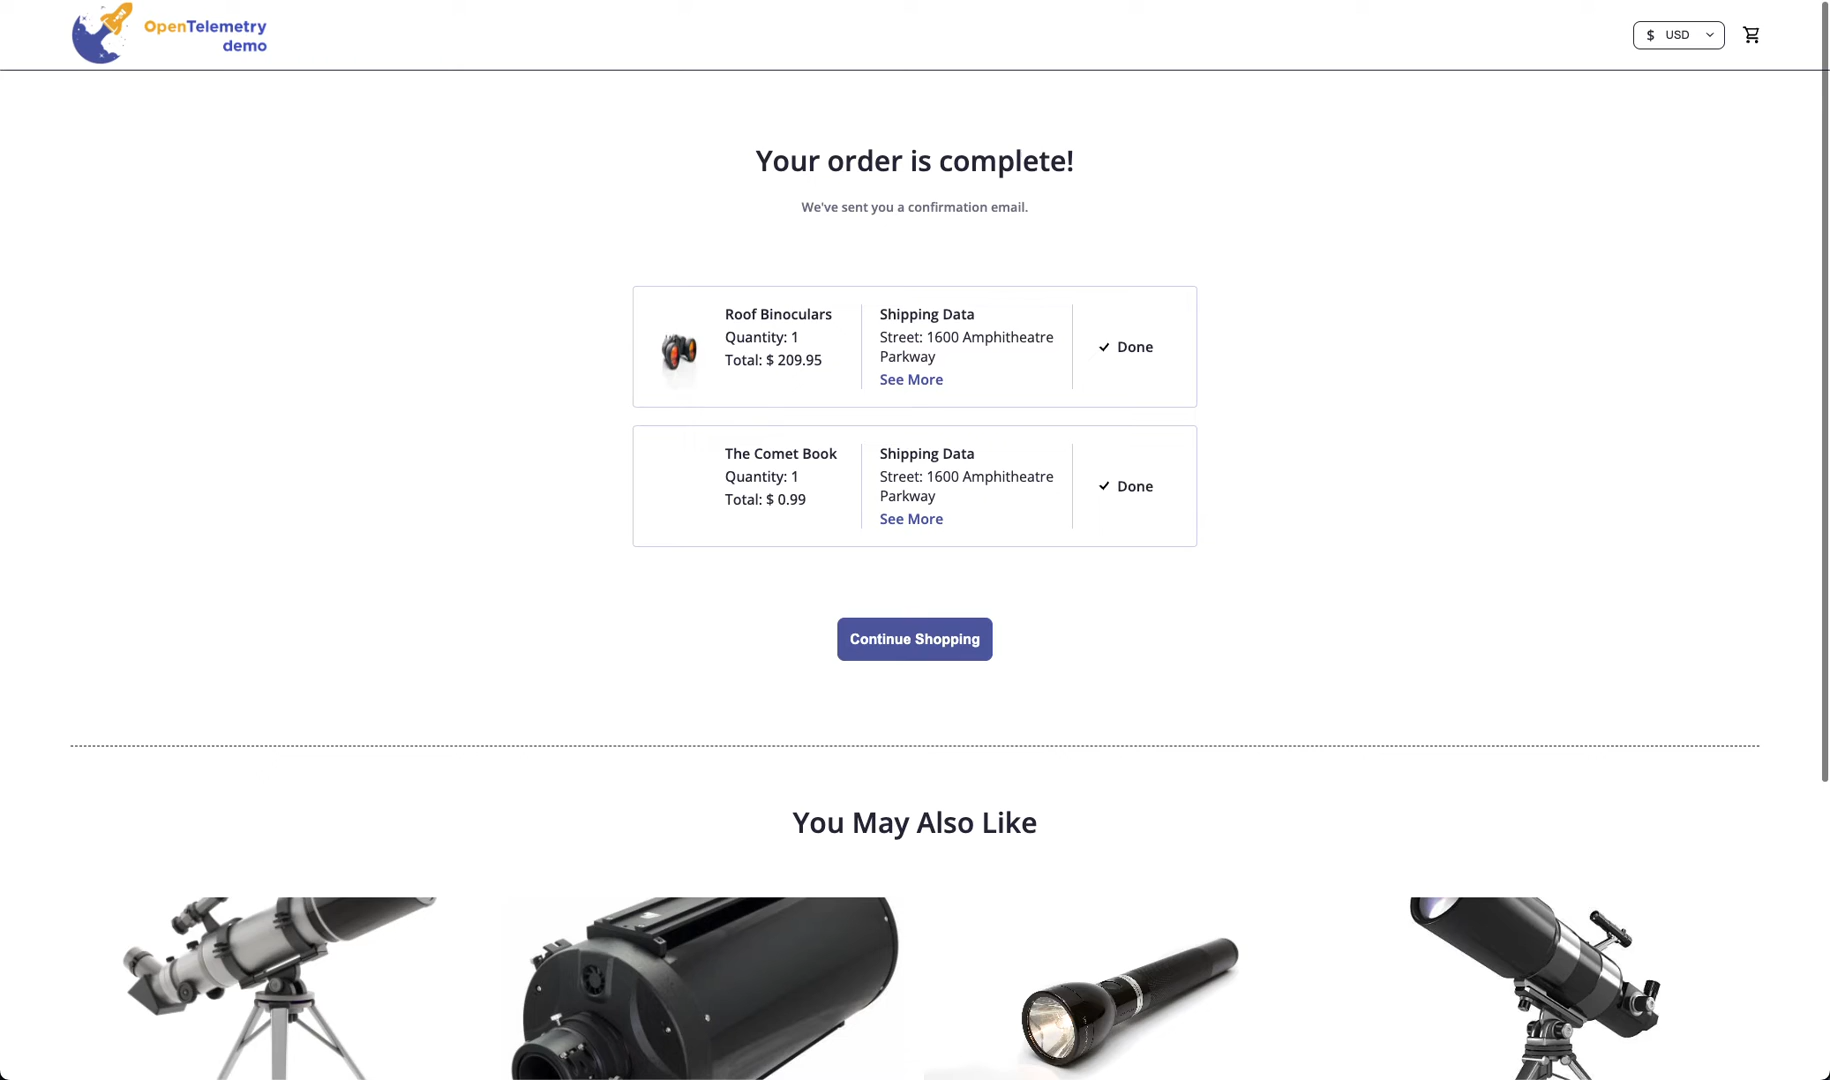 OpenTelemetry
demo
$ USD
Your order is complete!
We've sent you a confirmation email.
Roof Binoculars
Quantity: 1
Total: $ 209.95
Shipping Data
Street: 1600 Amphitheatre
Parkway
See More
Done
The Comet Book
Quantity: 1
Total: $ 0.99
Shipping Data
Street: 1600 Amphitheatre
Parkway
See More
Done
Continue Shopping
You May Also Like